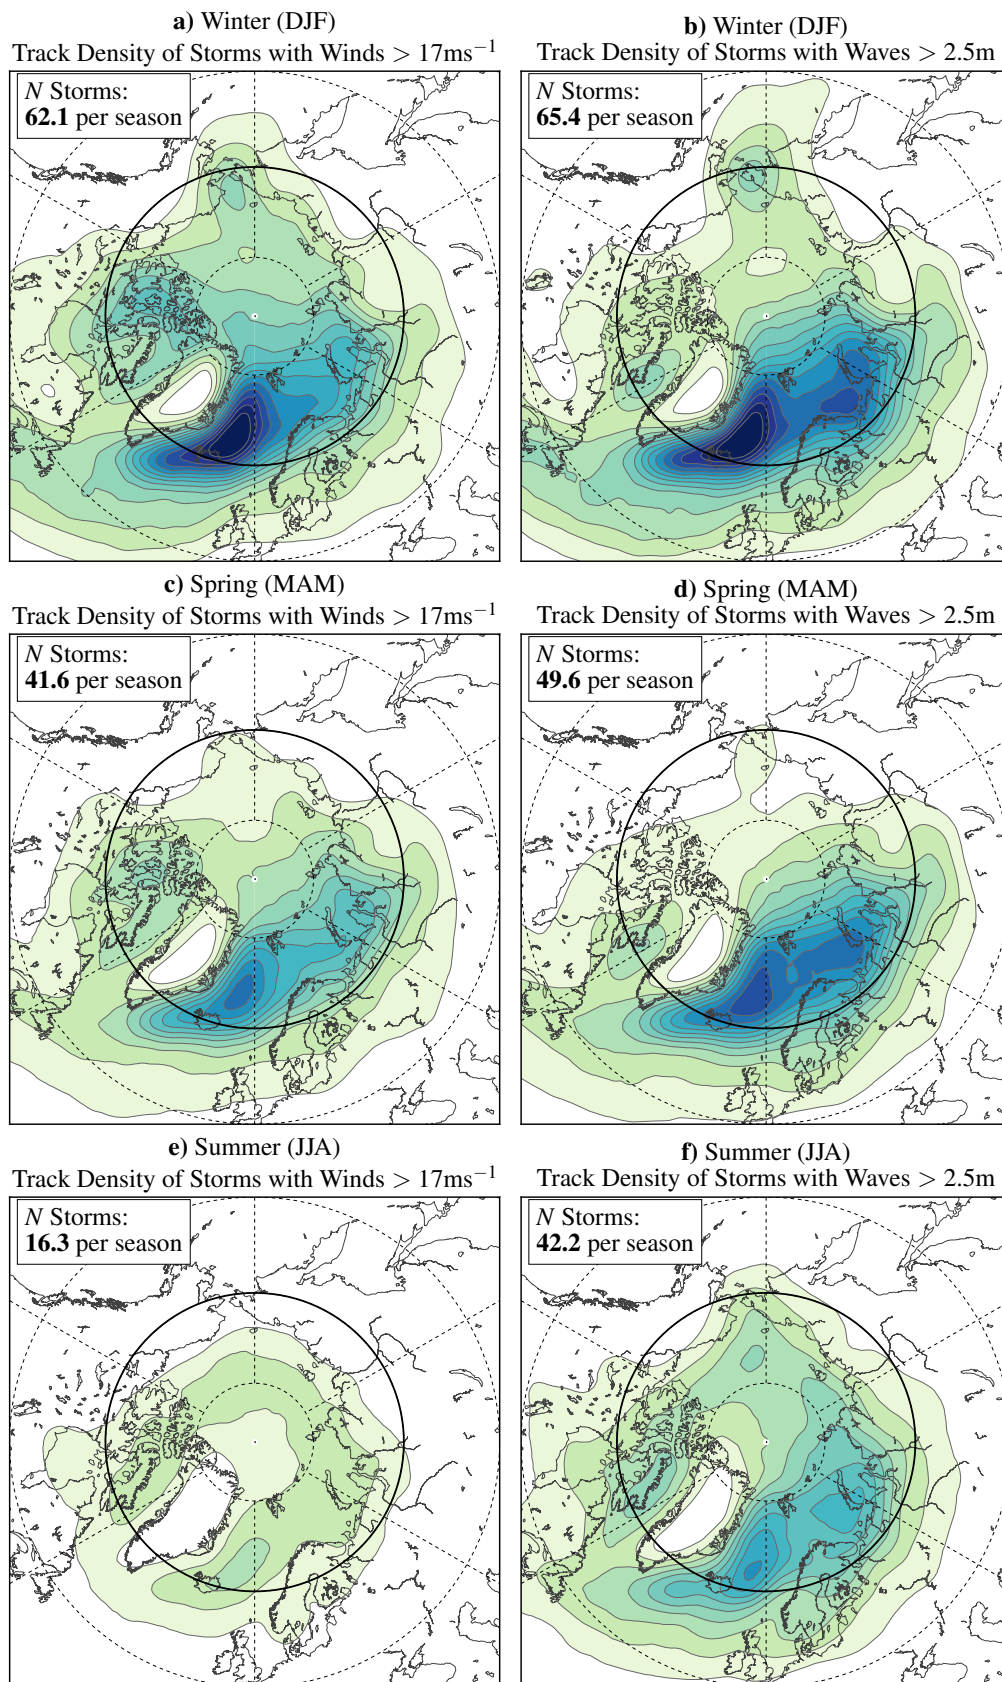 a) Winter (DJF)
Track Density of Storms with Winds > 17ms⁻¹
N Storms:
62.1 per season
b) Winter (DJF)
Track Density of Storms with Waves > 2.5m
N Storms:
65.4 per season
c) Spring (MAM)
Track Density of Storms with Winds > 17ms⁻¹
N Storms:
41.6 per season
d) Spring (MAM)
Track Density of Storms with Waves > 2.5m
N Storms:
49.6 per season
e) Summer (JJA)
Track Density of Storms with Winds > 17ms⁻¹
N Storms:
16.3 per season
f) Summer (JJA)
Track Density of Storms with Waves > 2.5m
N Storms:
42.2 per season